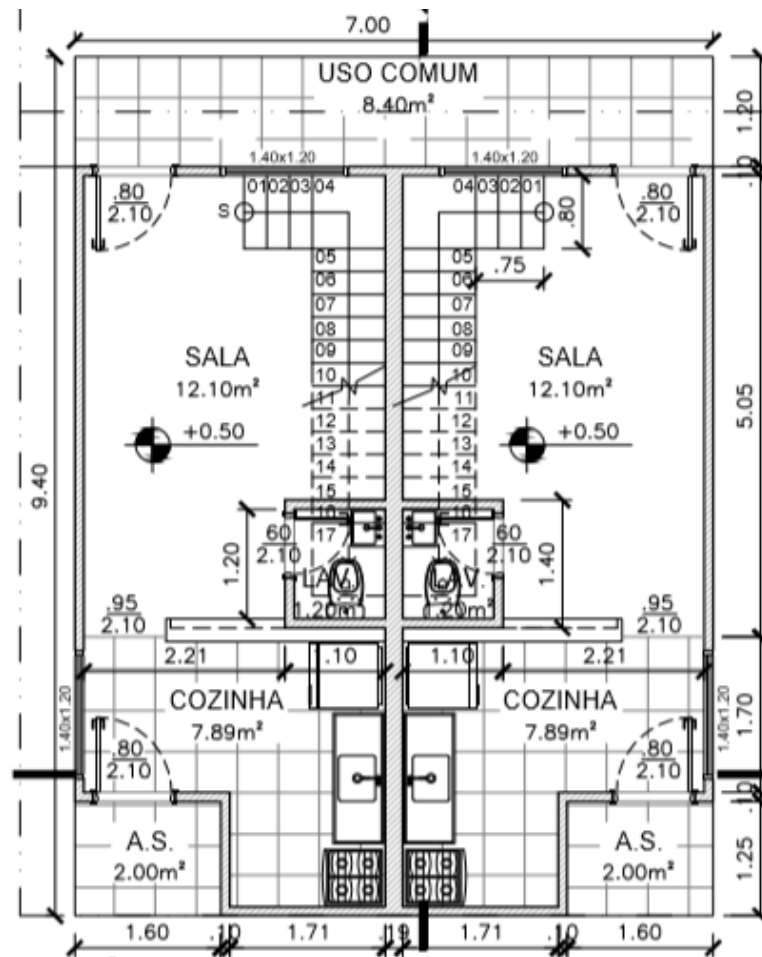 7.00
USO COMUM
8.40m²
1.20
1.40x1.20 1.40x1.20
.10
01 02 03 04 04 03 02 01
.80 .80
2.10 2.10
S
.80
05 05
.75
06 06
07 07
08 08
09 09
SALA SALA
10 10
12.10m² 12.10m²
11 11
5.05
12 12
+0.50 +0.50
13 13
14 14
9.40
15 15
60 60
17 17
2.10 2.10
1.20 1.40
LAV. LAV.
.95 .95
2.10 2.10
1.20m² 1.20m²
2.21 .10 1.10 2.21
COZINHA COZINHA
1.40x1.20 1.40x1.20
7.89m² 7.89m²
1.70
.80 .80
2.10 2.10
.10
A.S. A.S.
2.00m² 2.00m²
1.25
1.60 .10 1.71 .19 1.71 .10 1.60